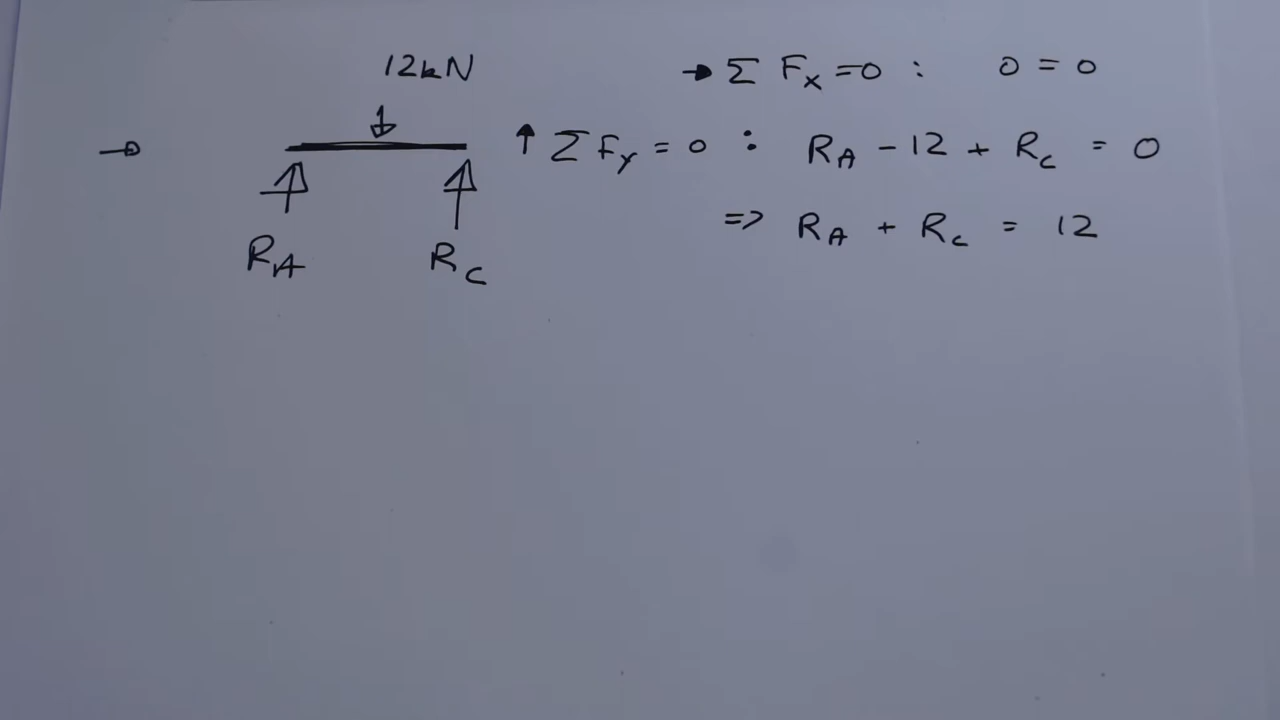 12kN
→ Σ Fx = 0 : 0 = 0
↑ Σ Fy = 0 : RA - 12 + Rc = 0
⇒ RA + Rc = 12
RA Rc